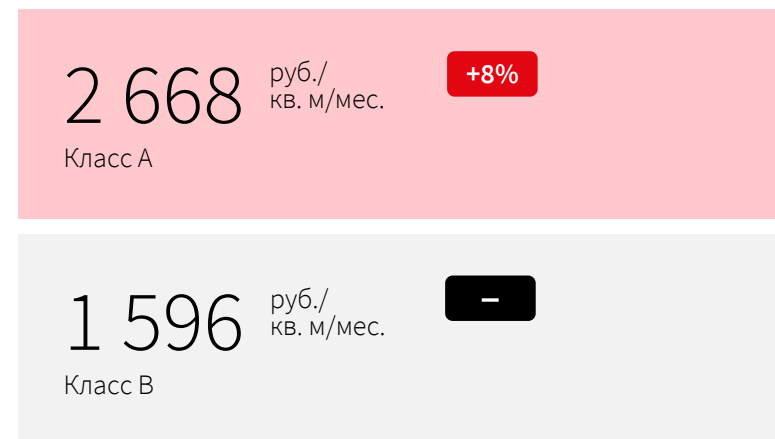 2 668
руб./
кв. м/мес.
+8%
Класс А
1 596
руб./
кв. м/мес.
–
Класс В